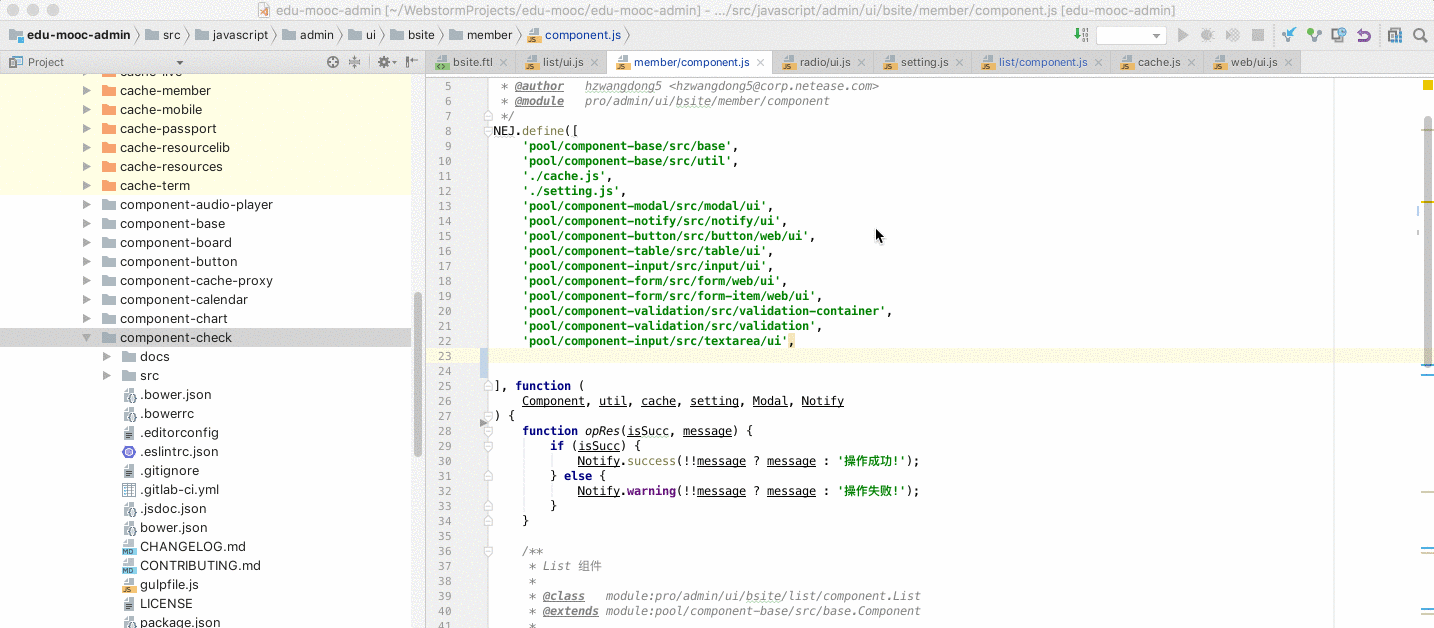 edu-mooc-admin [~/WebstormProjects/edu-mooc/edu-mooc-admin] - .../src/javascript/admin/ui/bsite/member/component.js [edu-mooc-admin]
edu-mooc-admin src javascript admin ui bsite member component.js
Project
bsite.ftl list/ui.js member/component.js radio/ui.js setting.js list/component.js cache.js web/ui.js
cache-live
cache-member
cache-mobile
cache-passport
cache-resourcelib
cache-resources
cache-term
component-audio-player
component-base
component-board
component-button
component-cache-proxy
component-calendar
component-chart
component-check
docs
src
.bower.json
.bowerrc
.editorconfig
.eslintrc.json
.gitignore
.gitlab-ci.yml
.jsdoc.json
bower.json
CHANGELOG.md
CONTRIBUTING.md
gulpfile.js
LICENSE
package.json
5 * @author hzwangdong5 <hzwangdong5@corp.netease.com>
6 * @module pro/admin/ui/bsite/member/component
7 */
8 NEJ.define([
9 'pool/component-base/src/base',
10 'pool/component-base/src/util',
11 './cache.js',
12 './setting.js',
13 'pool/component-modal/src/modal/ui',
14 'pool/component-notify/src/notify/ui',
15 'pool/component-button/src/button/web/ui',
16 'pool/component-table/src/table/ui',
17 'pool/component-input/src/input/ui',
18 'pool/component-form/src/form/web/ui',
19 'pool/component-form/src/form-item/web/ui',
20 'pool/component-validation/src/validation-container',
21 'pool/component-validation/src/validation',
22 'pool/component-input/src/textarea/ui',
23
24
25 ], function (
26 Component, util, cache, setting, Modal, Notify
27 ) {
28 function opRes(isSucc, message) {
29 if (isSucc) {
30 Notify.success(!!message ? message : '操作成功!');
31 } else {
32 Notify.warning(!!message ? message : '操作失败!');
33 }
34 }
35
36 /**
37 * List 组件
38 *
39 * @class module:pro/admin/ui/bsite/list/component.List
40 * @extends module:pool/component-base/src/base.Component
41 *